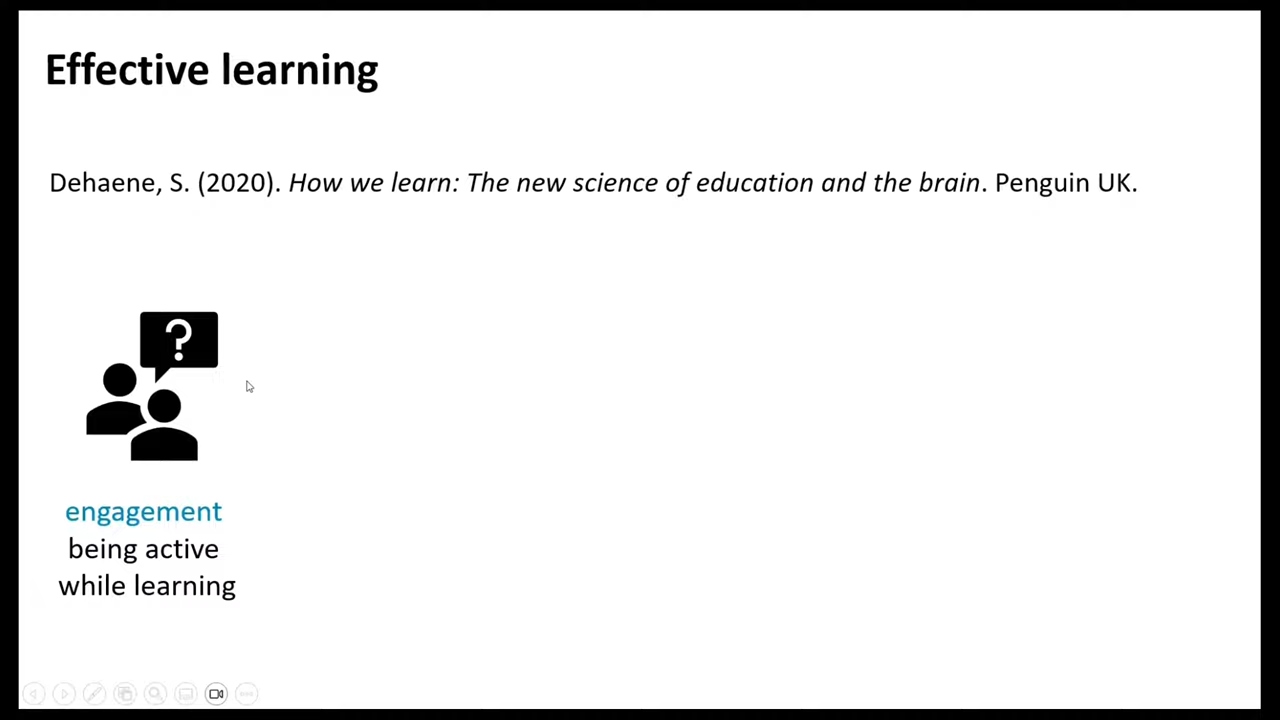 Effective learning
Dehaene, S. (2020). How we learn: The new science of education and the brain. Penguin UK.
?
engagement
being active
while learning